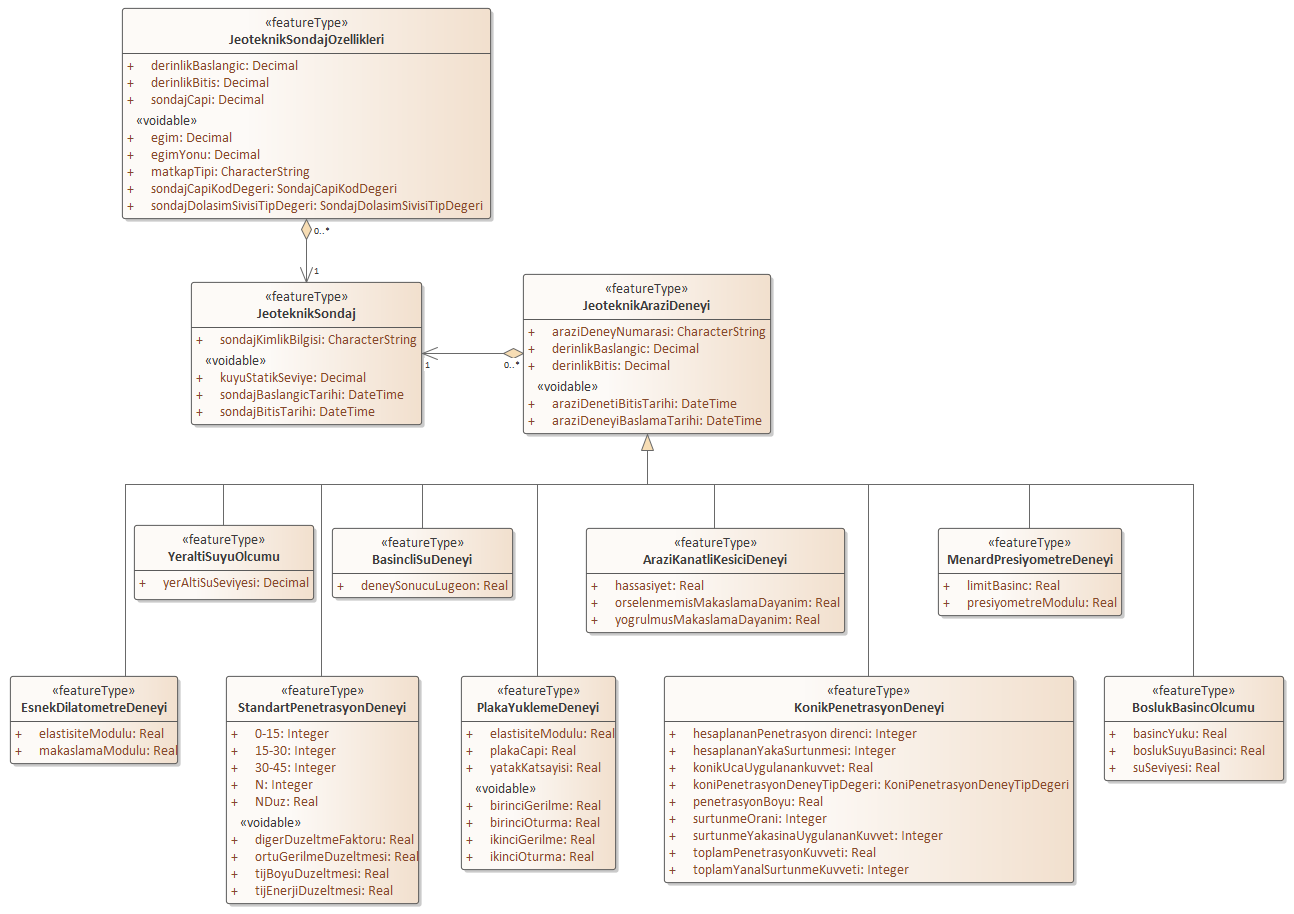 «featureType»
JeoteknikSondajOzellikleri
+ derinlikBaslangic: Decimal
+ derinlikBitis: Decimal
+ sondajCapi: Decimal
«voidable»
+ egim: Decimal
+ egimYonu: Decimal
+ matkapTipi: CharacterString
+ sondajCapiKodDegeri: SondajCapiKodDegeri
+ sondajDolasimSivisiTipDegeri: SondajDolasimSivisiTipDegeri
0..*
1
«featureType»
JeoteknikSondaj
+ sondajKimlikBilgisi: CharacterString
«voidable»
+ kuyuStatikSeviye: Decimal
+ sondajBaslangicTarihi: DateTime
+ sondajBitisTarihi: DateTime
1
0..*
«featureType»
JeoteknikAraziDeneyi
+ araziDeneyNumarasi: CharacterString
+ derinlikBaslangic: Decimal
+ derinlikBitis: Decimal
«voidable»
+ araziDenetiBitisTarihi: DateTime
+ araziDeneyiBaslamaTarihi: DateTime
«featureType»
YeraltiSuyuOlcumu
+ yerAltiSuSeviyesi: Decimal
«featureType»
BasincliSuDeneyi
+ deneySonucuLugeon: Real
«featureType»
AraziKanatliKesiciDeneyi
+ hassasiyet: Real
+ orselenmemisMakaslamaDayanim: Real
+ yogrulmusMakaslamaDayanim: Real
«featureType»
MenardPresiyometreDeneyi
+ limitBasinc: Real
+ presiyometreModulu: Real
«featureType»
EsnekDilatometreDeneyi
+ elastisiteModulu: Real
+ makaslamaModulu: Real
«featureType»
StandartPenetrasyonDeneyi
+ 0-15: Integer
+ 15-30: Integer
+ 30-45: Integer
+ N: Integer
+ NDuz: Real
«voidable»
+ digerDuzeltmeFaktoru: Real
+ ortuGerilmeDuzeltmesi: Real
+ tijBoyuDuzeltmesi: Real
+ tijEnerjiDuzeltmesi: Real
«featureType»
PlakaYuklemeDeneyi
+ elastisiteModulu: Real
+ plakaCapi: Real
+ yatakKatsayisi: Real
«voidable»
+ birinciGerilme: Real
+ birinciOturma: Real
+ ikinciGerilme: Real
+ ikinciOturma: Real
«featureType»
KonikPenetrasyonDeneyi
+ hesaplananPenetrasyon direnci: Integer
+ hesaplananYakaSurtunmesi: Integer
+ konikUcaUygulanankuvvet: Real
+ koniPenetrasyonDeneyTipDegeri: KoniPenetrasyonDeneyTipDegeri
+ penetrasyonBoyu: Real
+ surtunmeOrani: Integer
+ surtunmeYakasinaUygulananKuvvet: Integer
+ toplamPenetrasyonKuvveti: Real
+ toplamYanalSurtunmeKuvveti: Integer
«featureType»
BoslukBasincOlcumu
+ basincYuku: Real
+ boslukSuyuBasinci: Real
+ suSeviyesi: Real